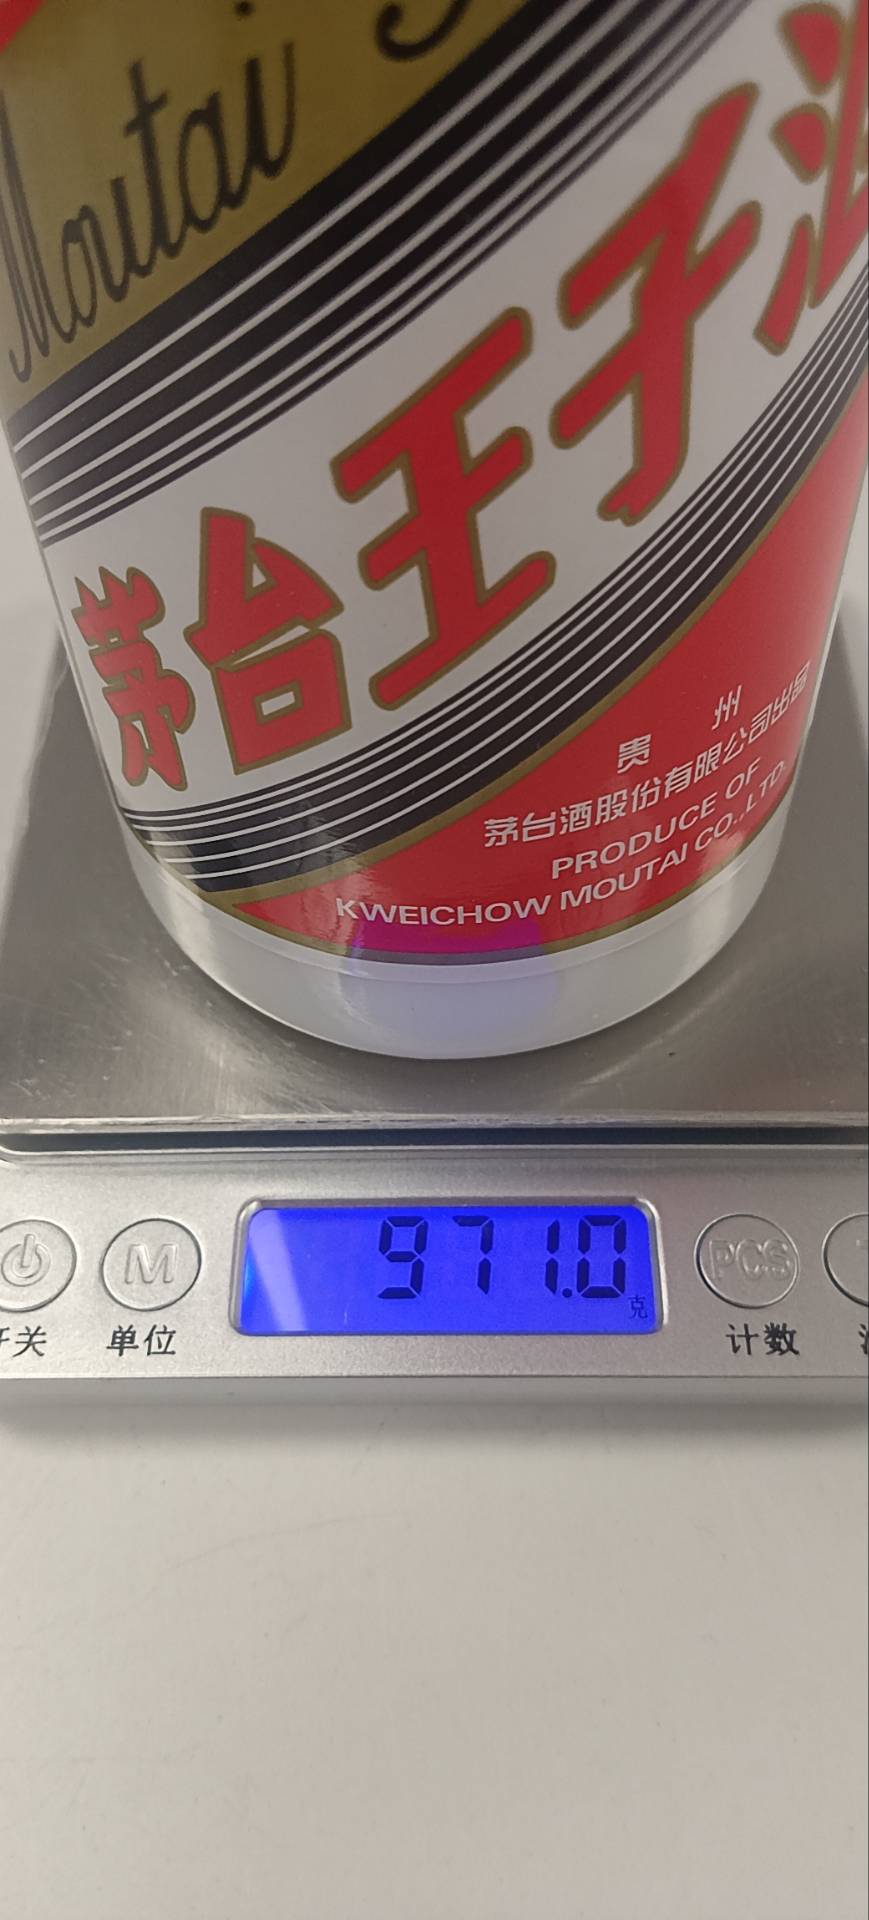 Moutai
茅台王子酒
贵州
茅台酒股份有限公司出品
PRODUCE OF
KWEICHOW MOUTAI CO.,LTD.
971.0
克
M
PCS
开关
单位
计数